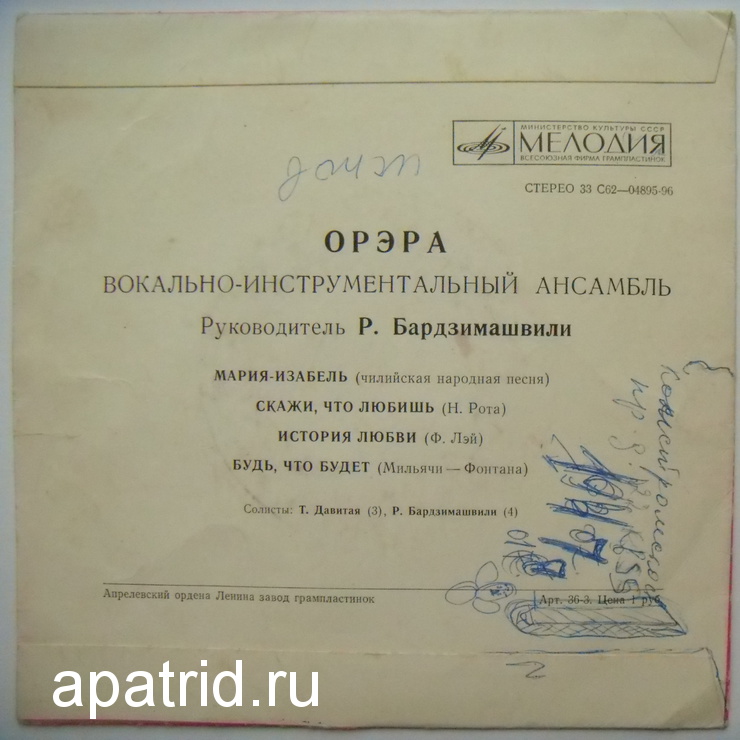 МИНИСТЕРСТВО КУЛЬТУРЫ СССР
МЕЛОДИЯ
ВСЕСОЮЗНАЯ ФИРМА ГРАМПЛАСТИНОК
СТЕРЕО 33 С62—04895-96
ОРЭРА
ВОКАЛЬНО-ИНСТРУМЕНТАЛЬНЫЙ АНСАМБЛЬ
Руководитель Р. Бардзимашвили
МАРИЯ-ИЗАБЕЛЬ (чилийская народная песня)
СКАЖИ, ЧТО ЛЮБИШЬ (Н. Рота)
ИСТОРИЯ ЛЮБВИ (Ф. Лэй)
БУДЬ, ЧТО БУДЕТ (Мильячи — Фонтана)
Солисты: Т. Давитая (3), Р. Бардзимашвили (4)
Апрелевский ордена Ленина завод грампластинок
Арт. 36-3. Цена 1 руб.
apatrid.ru